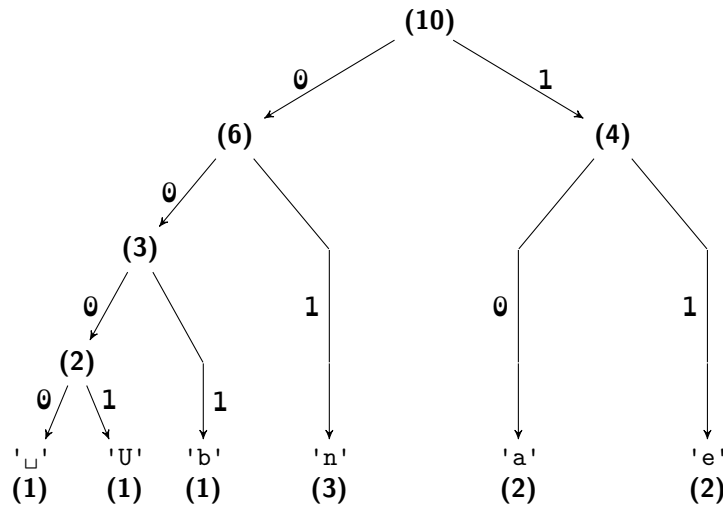 (10)
0 1
(6) (4)
0
(3)
0 1 0 1
(2)
0 1 1
'␣' 'U' 'b' 'n' 'a' 'e'
(1) (1) (1) (3) (2) (2)